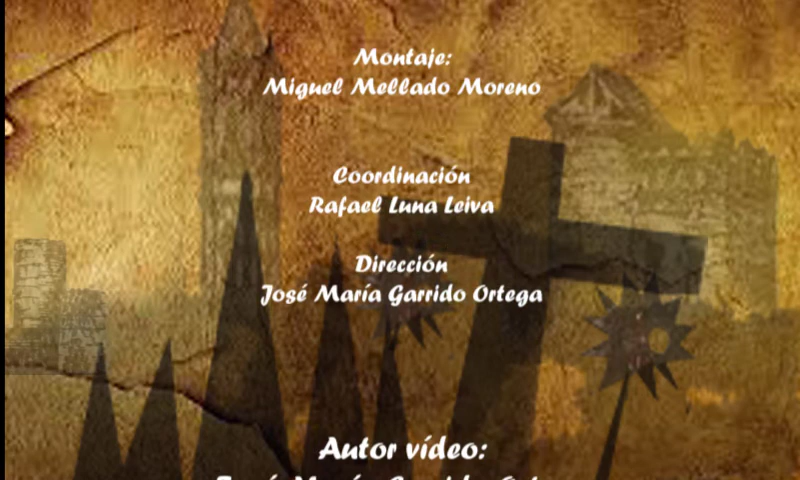 Montaje:
Miguel Mellado Moreno
Coordinación
Rafael Luna Leiva
Dirección
José María Garrido Ortega
Autor vídeo: